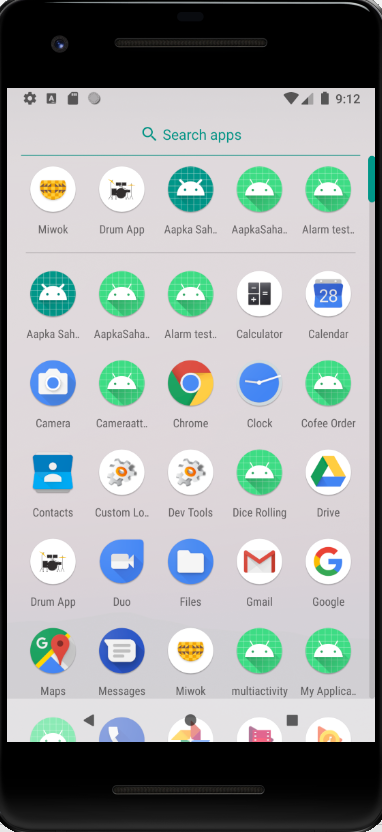 9:12
Search apps
Miwok Drum App Aapka Sah.. AapkaSaha.. Alarm test..
Aapka Sah.. AapkaSaha.. Alarm test.. Calculator Calendar
28
Camera Cameraatt.. Chrome Clock Cofee Order
Contacts Custom Lo.. Dev Tools Dice Rolling Drive
Drum App Duo Files Gmail Google
Maps Messages Miwok multiactivity My Applica..